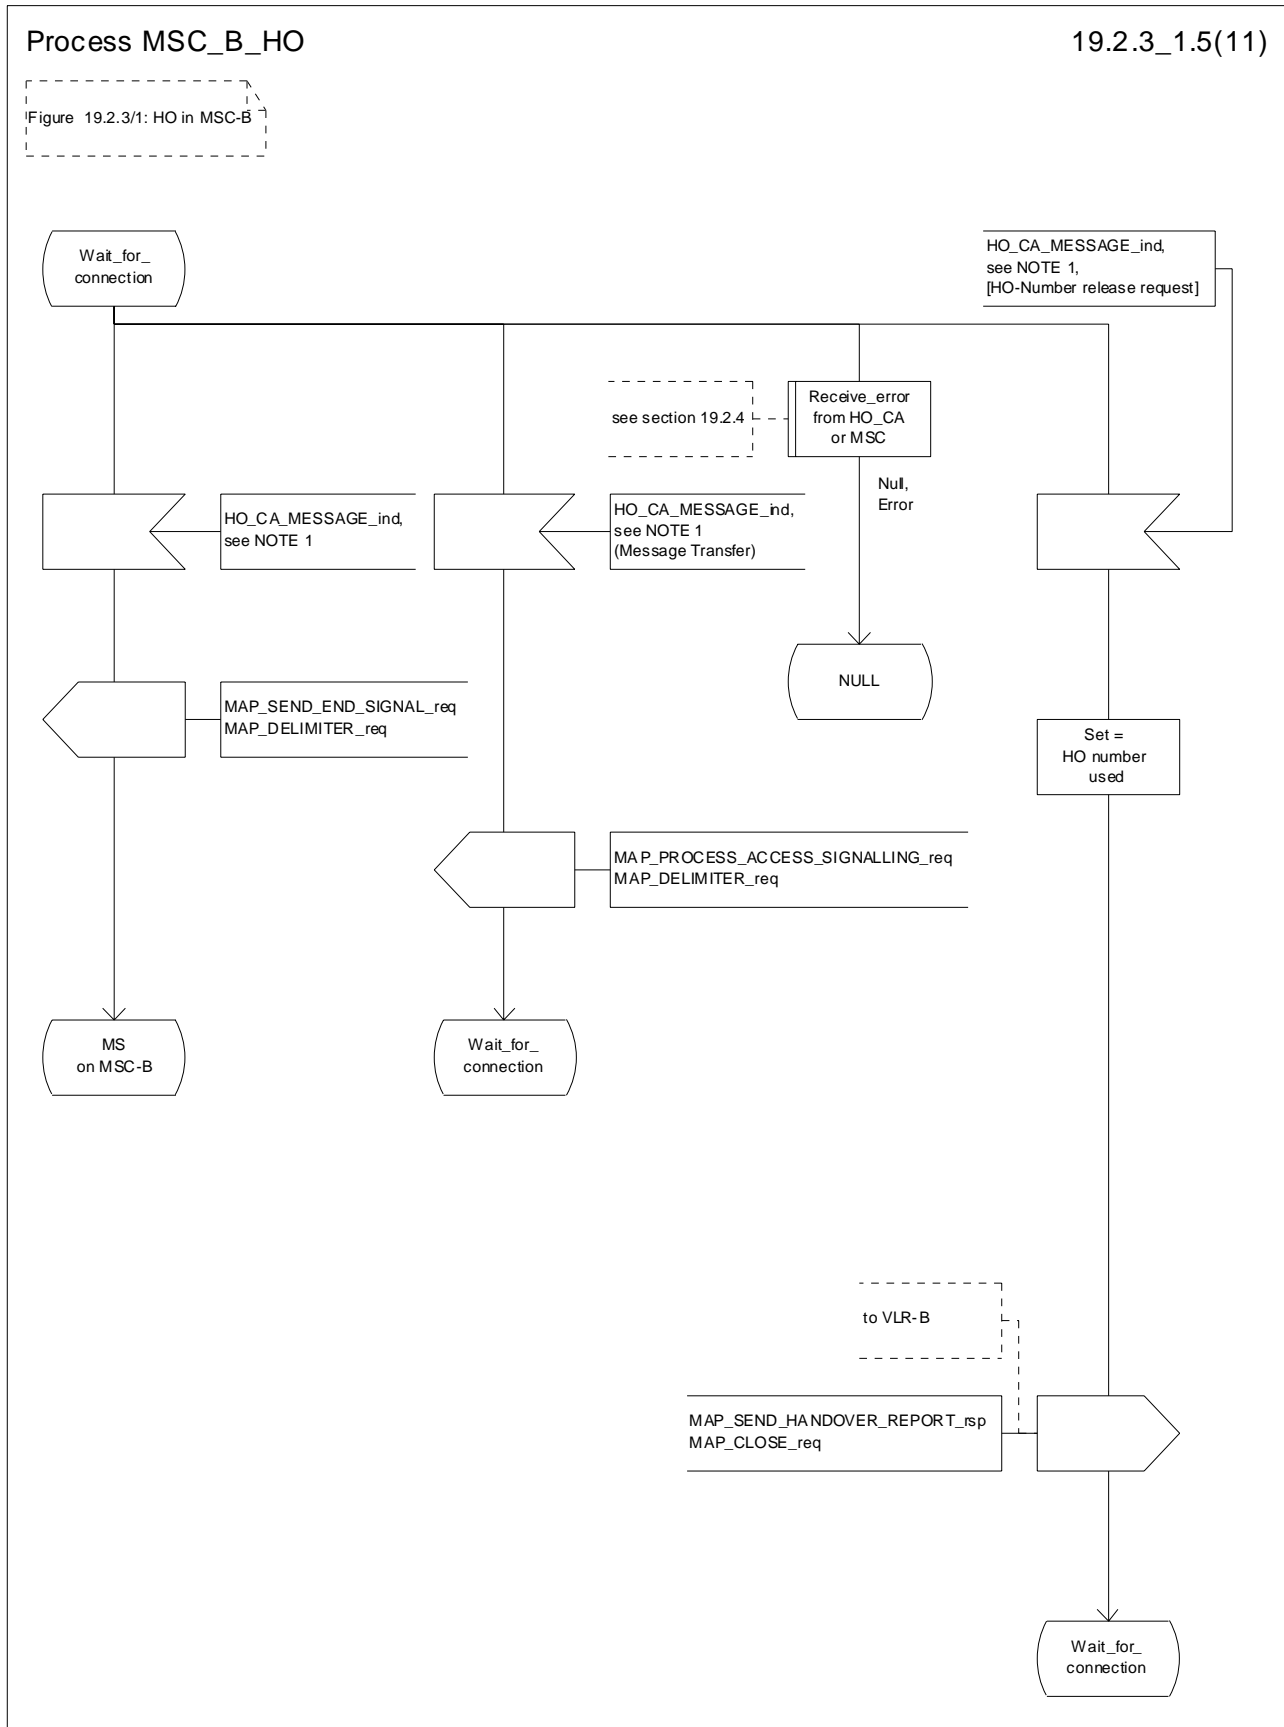 Process MSC_B_HO
19.2.3_1.5(11)
Figure 19.2.3/1: HO in MSC-B
Wait_for_
connection
HO_CA_MESSAGE_ind,
see NOTE 1,
[HO-Number release request]
see section 19.2.4
Receive_error
from HO_CA
or MSC
Null,
Error
HO_CA_MESSAGE_ind,
see NOTE 1
HO_CA_MESSAGE_ind,
see NOTE 1
(Message Transfer)
NULL
MAP_SEND_END_SIGNAL_req
MAP_DELIMITER_req
Set =
HO number
used
MAP_PROCESS_ACCESS_SIGNALLING_req
MAP_DELIMITER_req
MS
on MSC-B
Wait_for_
connection
to VLR-B
MAP_SEND_HANDOVER_REPORT_rsp
MAP_CLOSE_req
Wait_for_
connection